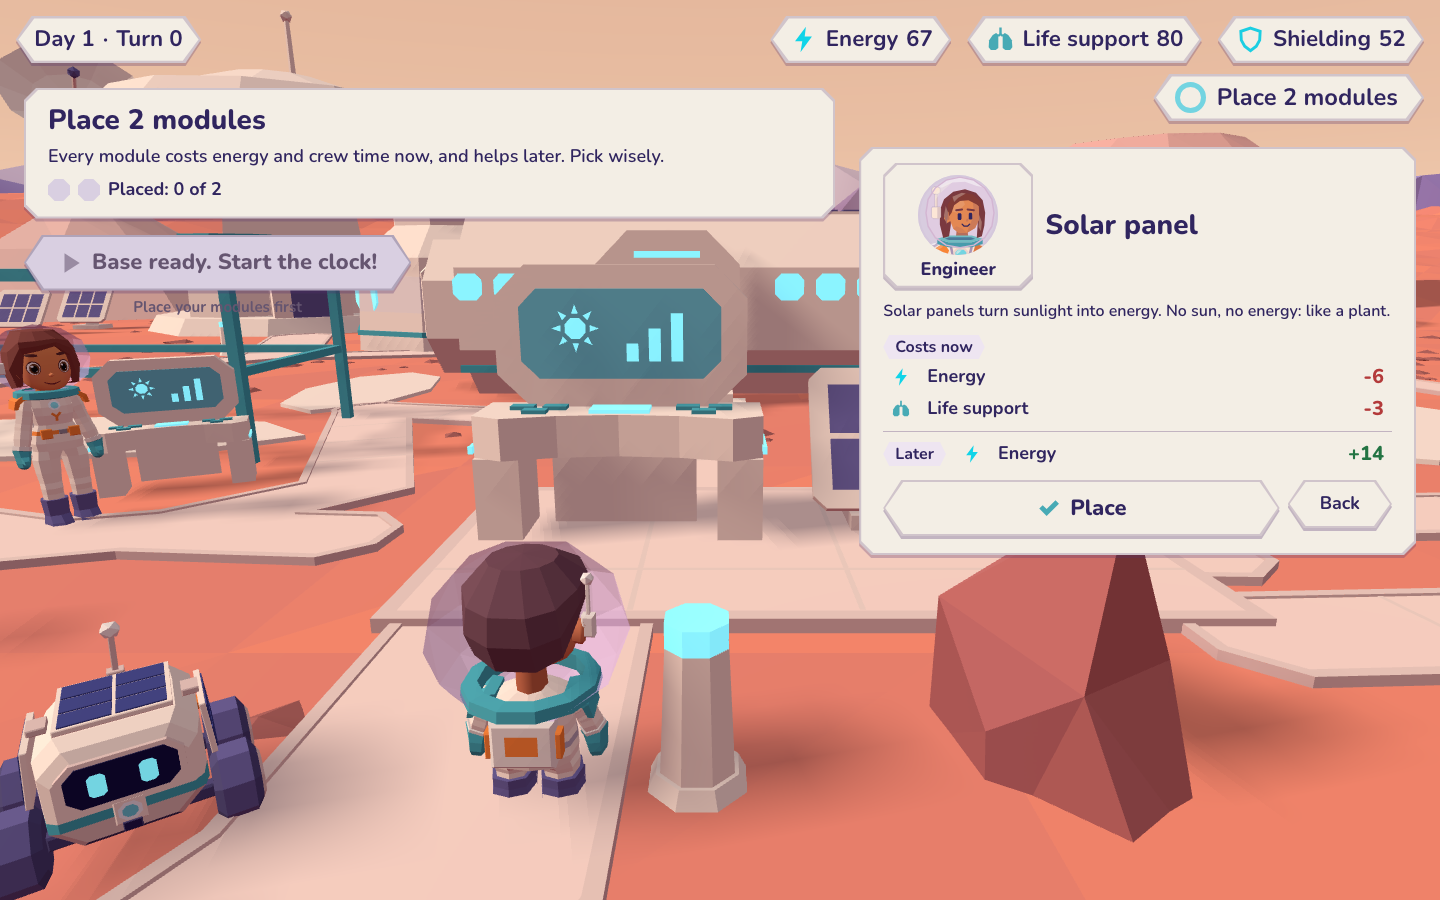 Day 1 · Turn 0
Energy 67
Life support 80
Shielding 52
Place 2 modules
Place 2 modules
Every module costs energy and crew time now, and helps later. Pick wisely.
Placed: 0 of 2
Base ready. Start the clock!
Place your modules first
Engineer
Solar panel
Solar panels turn sunlight into energy. No sun, no energy: like a plant.
Costs now
Energy -6
Life support -3
Later Energy +14
Place
Back